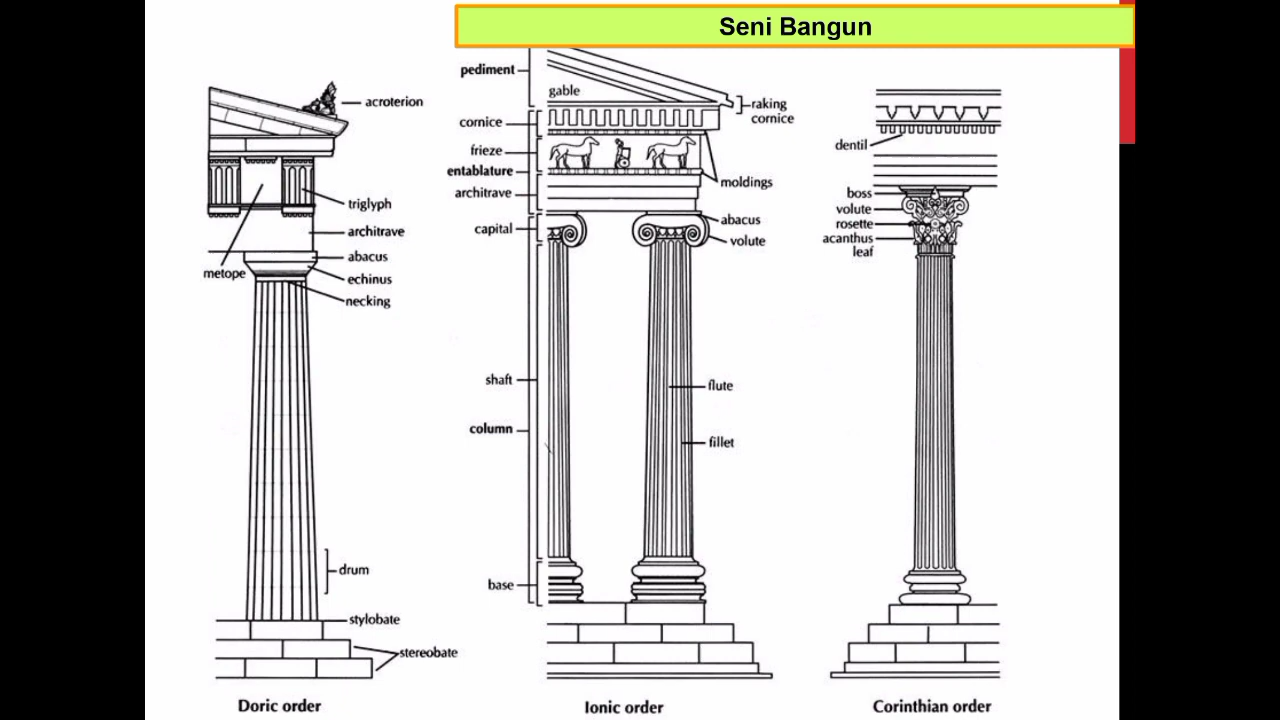 Seni Bangun
acroterion
triglyph
architrave
abacus
metope
echinus
necking
drum
stylobate
stereobate
Doric order
pediment
gable
raking
cornice
cornice
frieze
entablature
moldings
architrave
abacus
capital
volute
shaft
flute
column
fillet
base
Ionic order
dentil
boss
volute
rosette
acanthus
leaf
Corinthian order